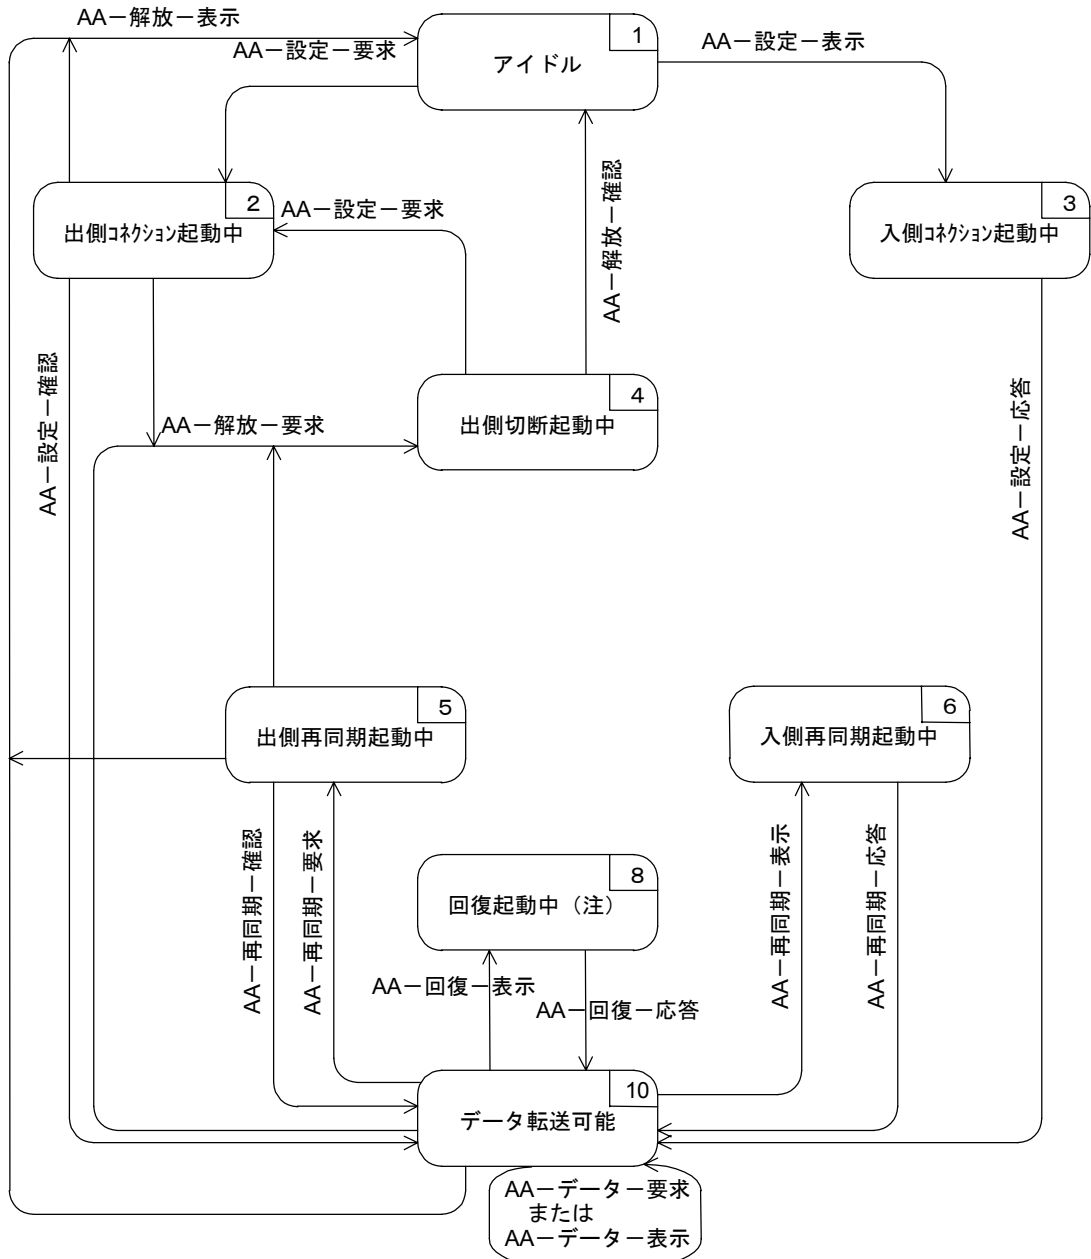 AA－解放－表示
1
AA－設定－要求
アイドル
AA－設定－表示
AA－解放－確認
2
出側ｺﾈｸｼｮﾝ起動中
AA－設定－要求
3
入側ｺﾈｸｼｮﾝ起動中
AA－設定－確認
AA－解放－要求
4
出側切断起動中
AA－設定－応答
5
出側再同期起動中
6
入側再同期起動中
AA－再同期－確認
AA－再同期－要求
8
回復起動中（注）
AA－再同期－表示
AA－再同期－応答
AA－回復－表示
AA－回復－応答
10
データ転送可能
AA－データ－要求
または
AA－データ－表示